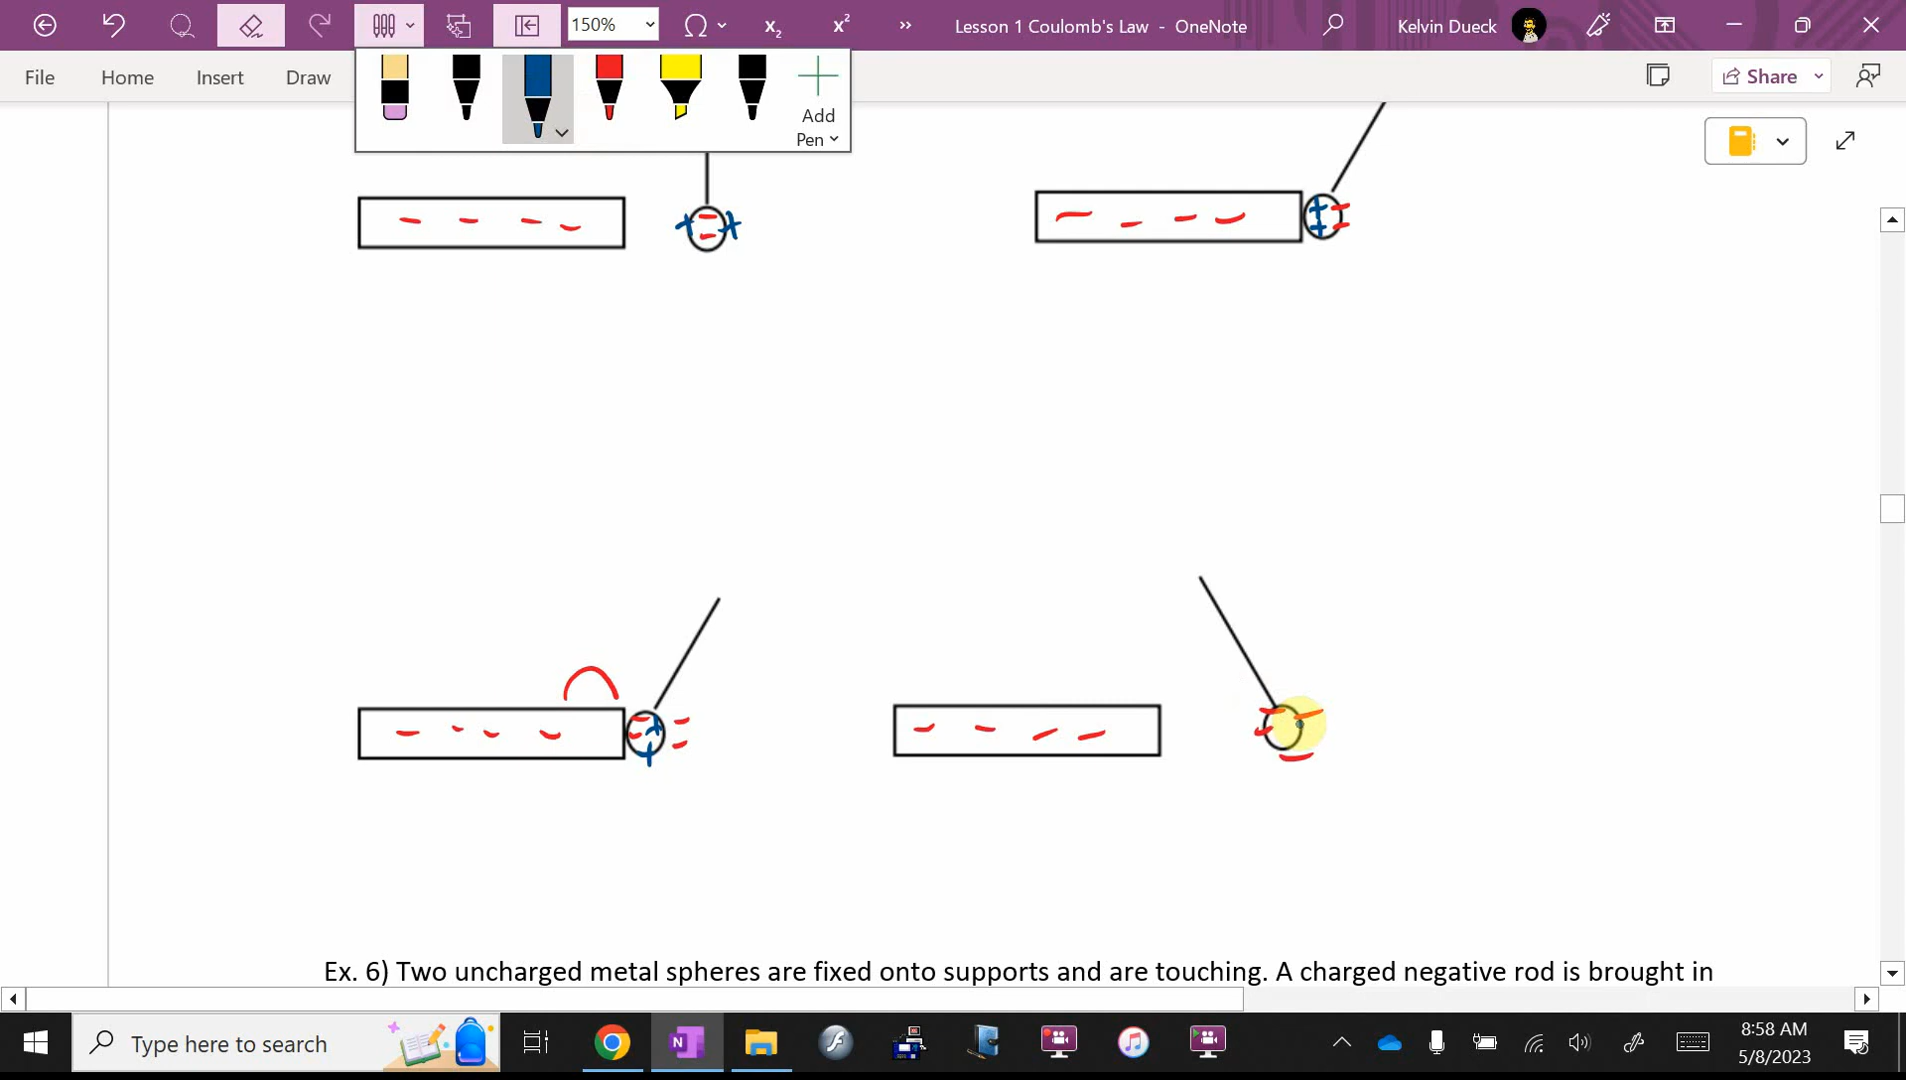 150%
Ω
x₂
x²
»
Lesson 1 Coulomb's Law - OneNote
Kelvin Dueck
File
Home
Insert
Draw
Share
Add
Pen
- - - -
+ - - +
- - - -
+ + - -
- - - -
- - + + - -
- - - -
- - - -
Ex. 6) Two uncharged metal spheres are fixed onto supports and are touching. A charged negative rod is brought in
Type here to search
8:58 AM
5/8/2023